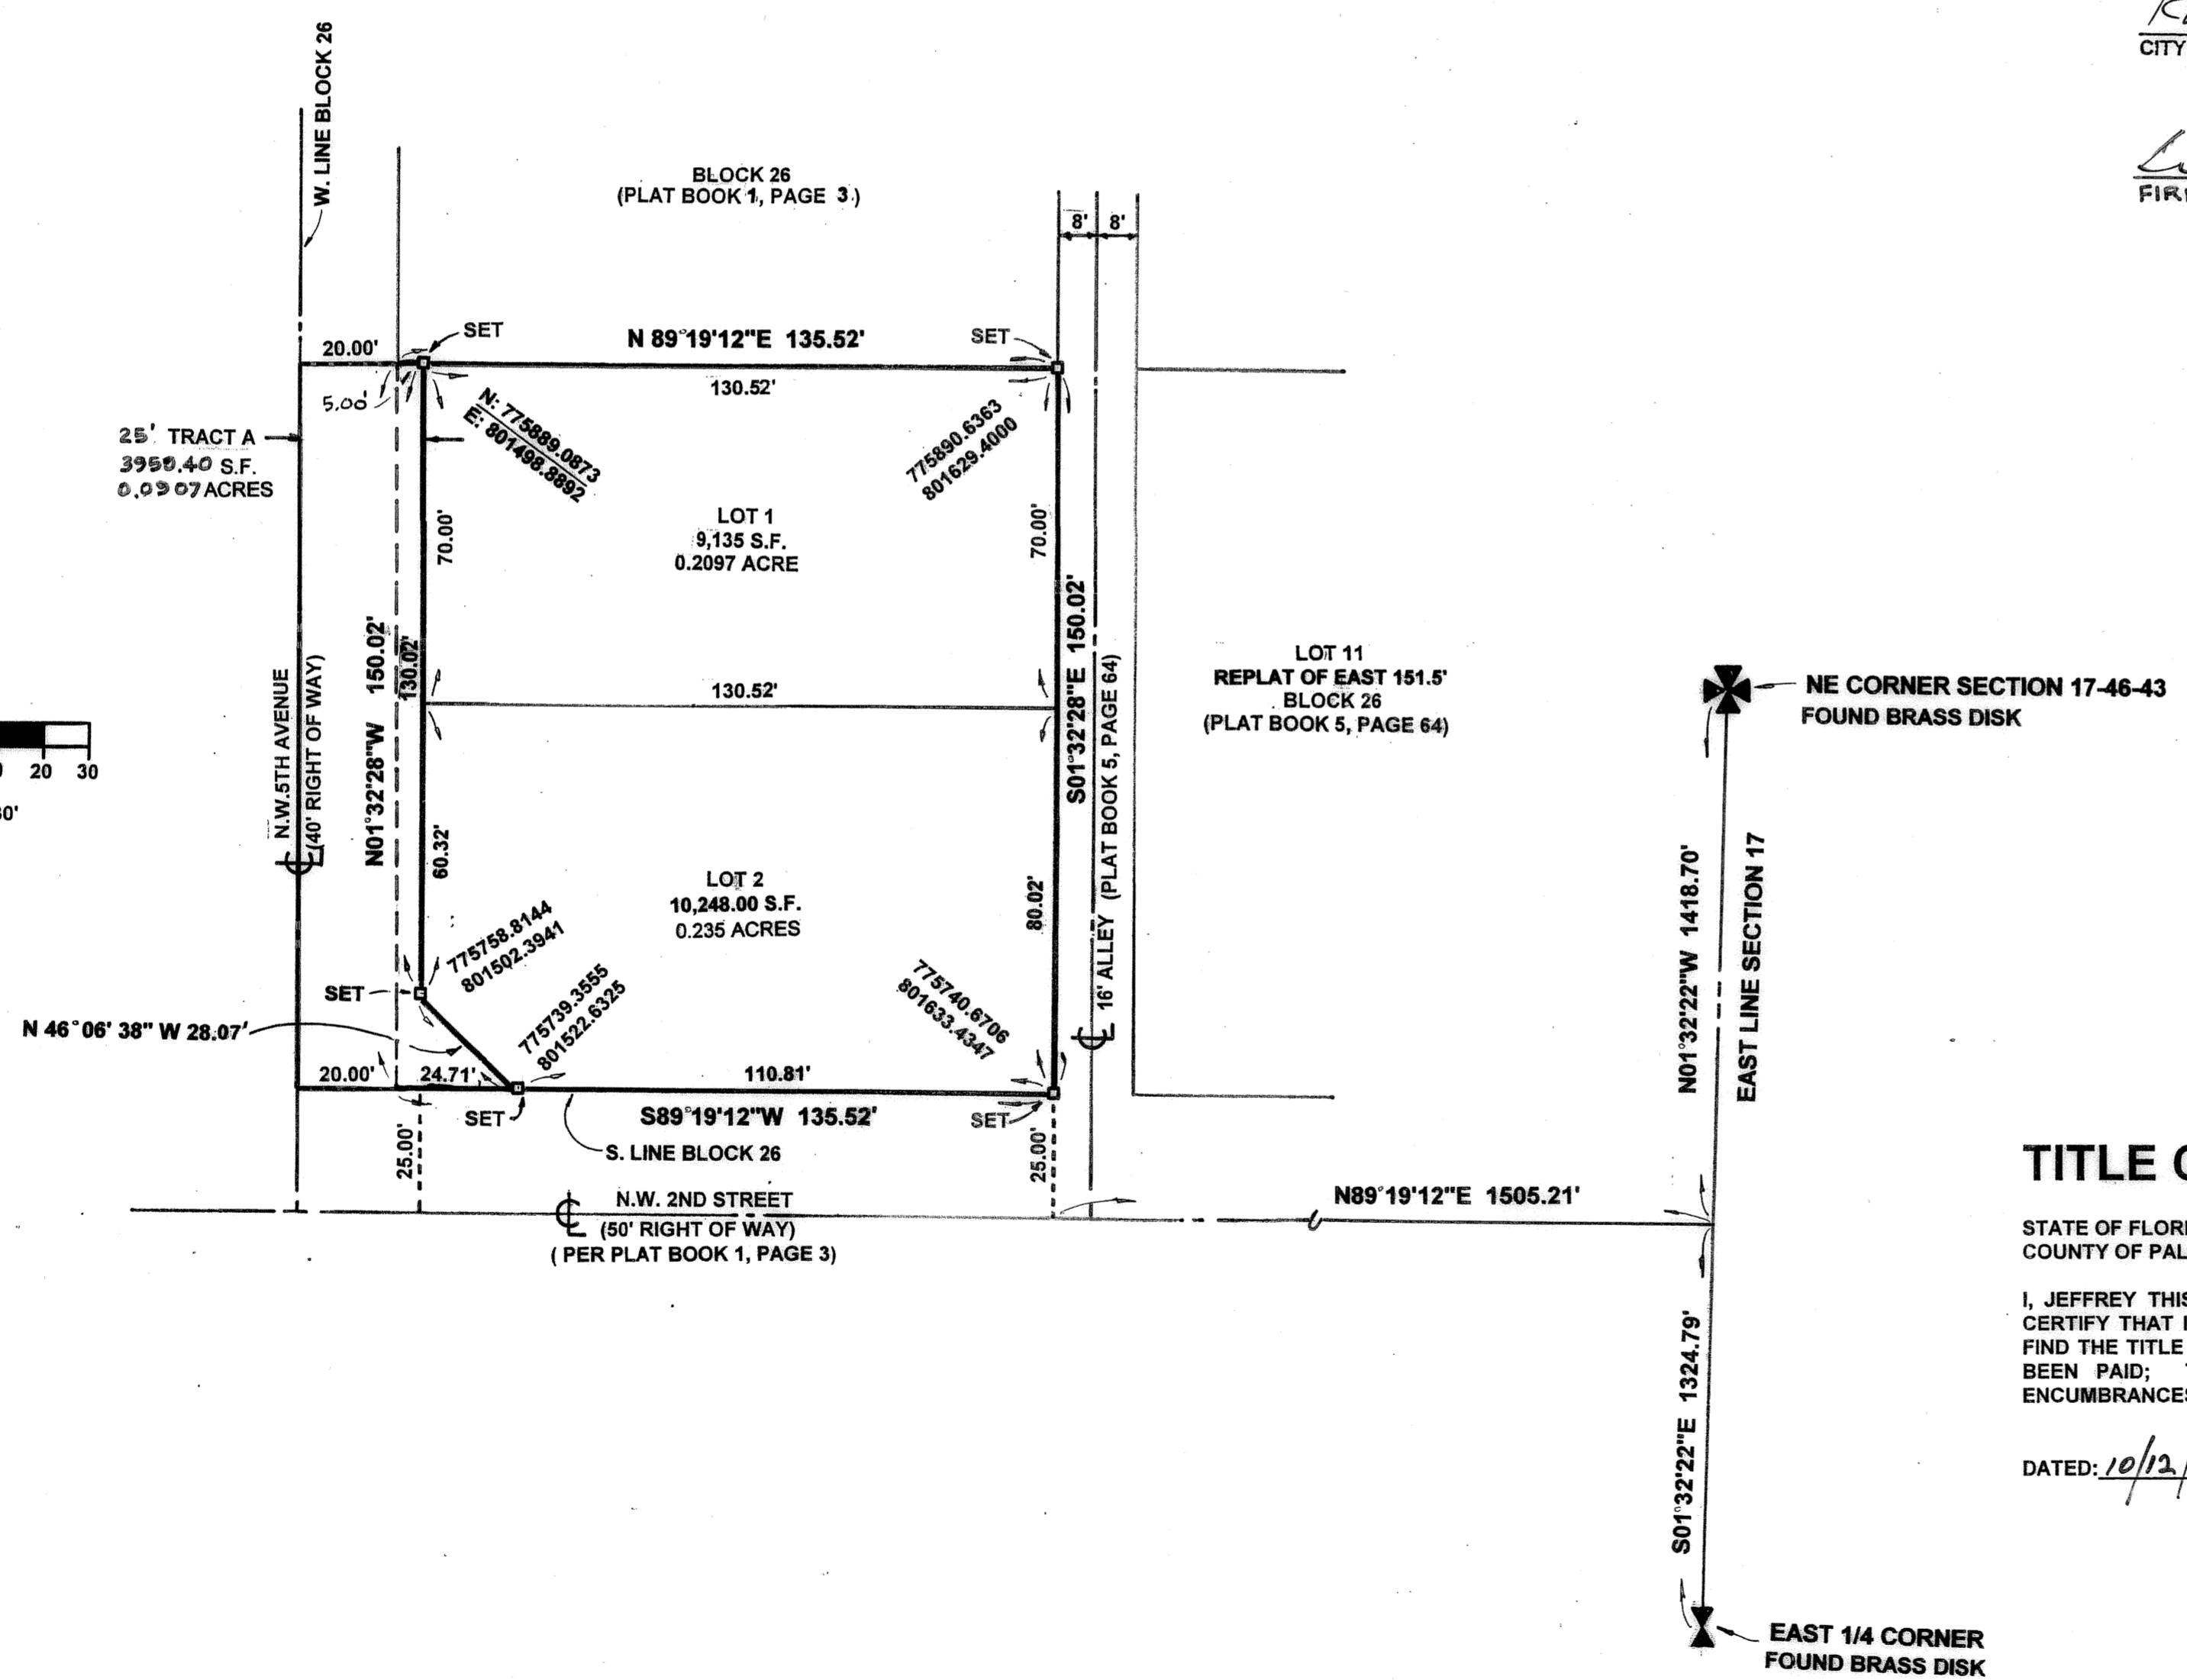 CITY
FIR
W. LINE BLOCK 26
BLOCK 26
(PLAT BOOK 1, PAGE 3.)
8' 8'
SET
N 89°19'12"E 135.52'
SET
20.00'
130.52'
5.00'
N: 775889.0873
E: 801498.8892
775890.6363
801629.4000
25' TRACT A
3950.40 S.F.
0.0907 ACRES
LOT 1
9,135 S.F.
0.2097 ACRE
70.00'
70.00'
N01°32'28"W 150.02'
130.02'
S01°32'28"E 150.02'
130.52'
N.W.5TH AVENUE
(40' RIGHT OF WAY)
16' ALLEY (PLAT BOOK 5, PAGE 64)
LOT 11
REPLAT OF EAST 151.5'
BLOCK 26
(PLAT BOOK 5, PAGE 64)
NE CORNER SECTION 17-46-43
FOUND BRASS DISK
20 30
0'
60.32'
80.02'
LOT 2
10,248.00 S.F.
0.235 ACRES
775758.8144
801502.3941
775739.3555
801522.6325
775740.6706
801633.4347
SET
N 46°06'38" W 28.07'
N01°32'22"W 1418.70'
EAST LINE SECTION 17
20.00'
24.71'
110.81'
SET
S89°19'12"W 135.52'
SET
S. LINE BLOCK 26
25.00'
25.00'
N.W. 2ND STREET
(50' RIGHT OF WAY)
( PER PLAT BOOK 1, PAGE 3)
N89°19'12"E 1505.21'
S01°32'22"E 1324.79'
EAST 1/4 CORNER
FOUND BRASS DISK
TITLE
STATE OF FLOR
COUNTY OF PAL
I, JEFFREY THIS
CERTIFY THAT
FIND THE TITLE
BEEN PAID;
ENCUMBRANCES
DATED: 10/12/